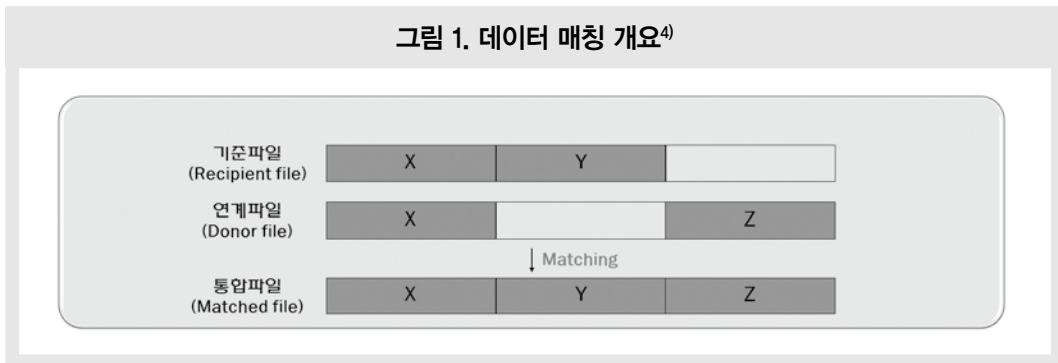 그림 1. 데이터 매칭 개요4)
기준파일
(Recipient file)
X Y
연계파일
(Donor file)
X Z
↓ Matching
통합파일
(Matched file)
X Y Z